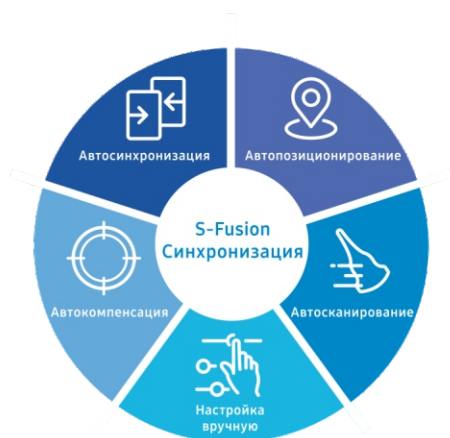 Автосинхронизация
Автопозиционирование
S-Fusion
Синхронизация
Автокомпенсация
Автосканирование
Настройка
вручную